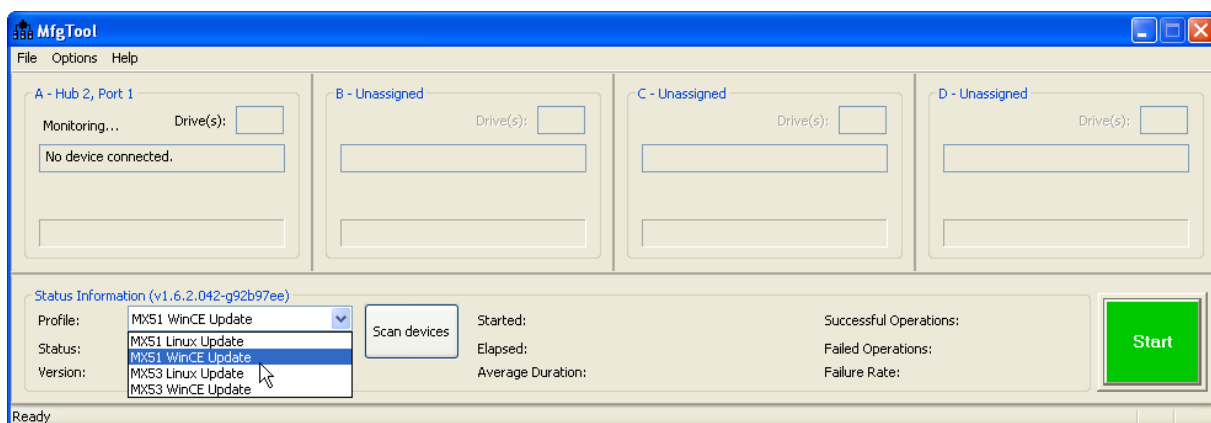 MfgTool
File Options Help
A - Hub 2, Port 1
Monitoring... Drive(s):
No device connected.
B - Unassigned
Drive(s):
C - Unassigned
Drive(s):
D - Unassigned
Drive(s):
Status Information (v1.6.2.042-g92b97ee)
Profile: MX51 WinCE Update
MX51 Linux Update
MX51 WinCE Update
MX53 Linux Update
MX53 WinCE Update
Status:
Version:
Scan devices
Started:
Elapsed:
Average Duration:
Successful Operations:
Failed Operations:
Failure Rate:
Start
Ready